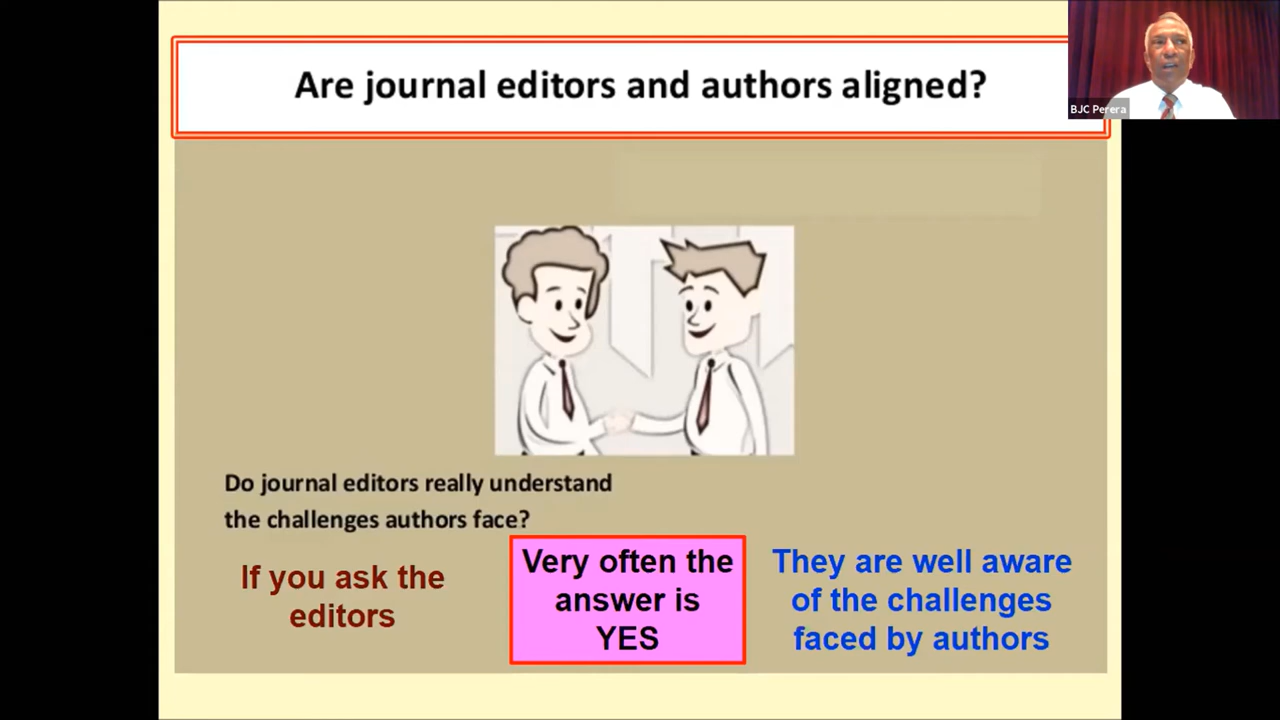 Are journal editors and authors aligned?
BJC Perera
Do journal editors really understand
the challenges authors face?
If you ask the
editors
Very often the
answer is
YES
They are well aware
of the challenges
faced by authors